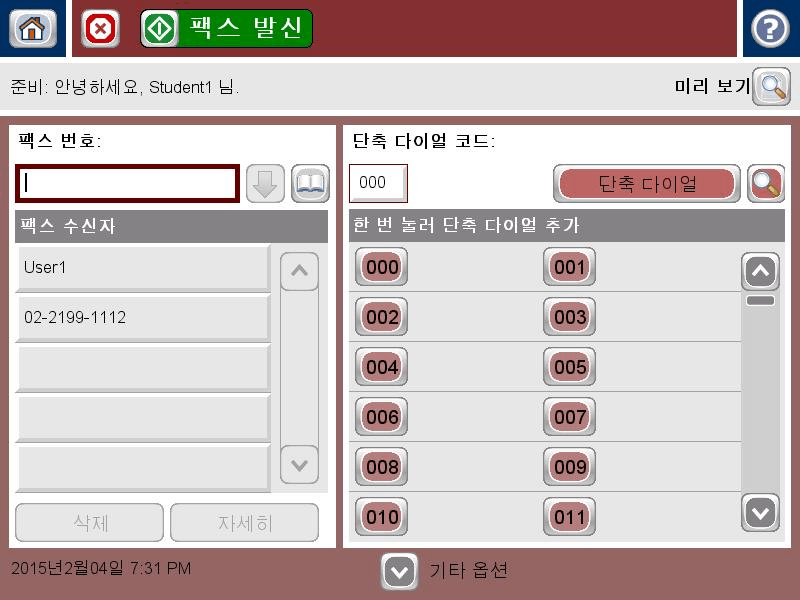 팩스 발신
준비: 안녕하세요, Student1 님.
미리 보기
팩스 번호:
팩스 수신자
User1
02-2199-1112
삭제
자세히
단축 다이얼 코드:
000
단축 다이얼
한 번 눌러 단축 다이얼 추가
000 001
002 003
004 005
006 007
008 009
010 011
2015년2월04일 7:31 PM
기타 옵션